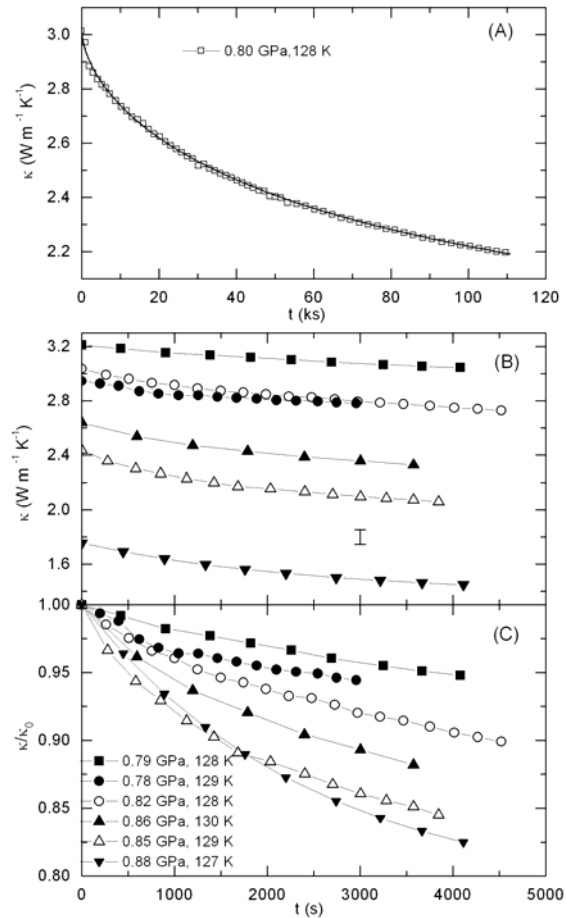 (A)
0.80 GPa,128 K
κ (W m⁻¹ K⁻¹)
3.0
2.8
2.6
2.4
2.2
0 20 40 60 80 100 120
t (ks)
(B)
κ (W m⁻¹ K⁻¹)
3.2
2.8
2.4
2.0
1.6
(C)
κ/κ₀
1.00
0.95
0.90
0.85
0.80
0.79 GPa, 128 K
0.78 GPa, 129 K
0.82 GPa, 128 K
0.86 GPa, 130 K
0.85 GPa, 129 K
0.88 GPa, 127 K
0 1000 2000 3000 4000 5000
t (s)